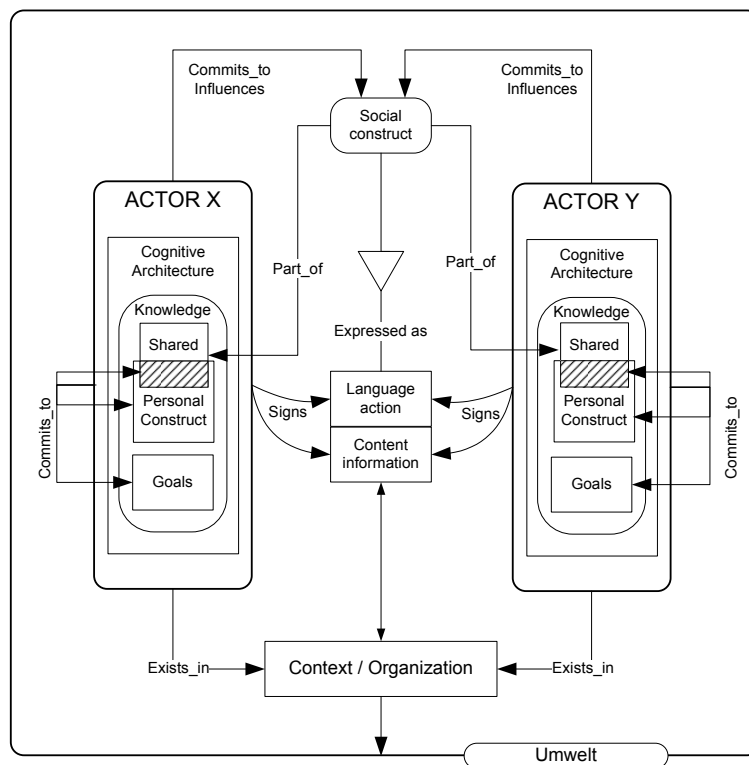 Commits_to
Influences
Commits_to
Influences
Social
construct
ACTOR X
ACTOR Y
Cognitive
Architecture
Part_of
Part_of
Cognitive
Architecture
Knowledge
Knowledge
Shared
Expressed as
Shared
Personal
Construct
Language
action
Personal
Construct
Signs
Signs
Commits_to
Content
information
Commits_to
Goals
Goals
Exists_in
Context / Organization
Exists_in
Umwelt